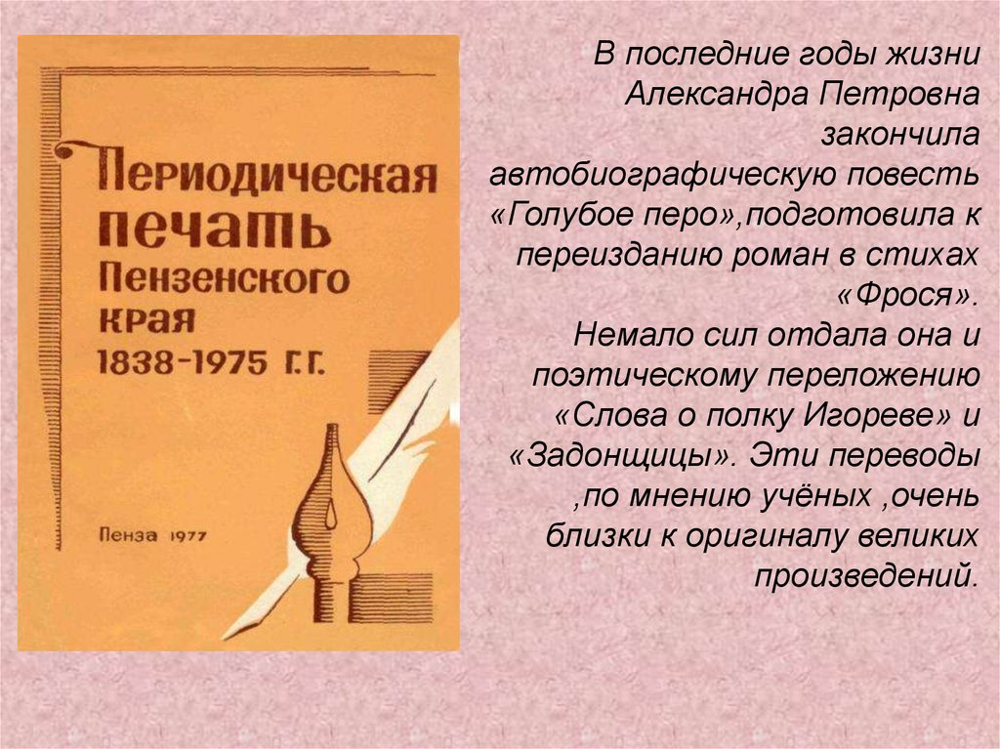 Периодическая
печать
Пензенского
края
1838-1975 Г.Г.
Пенза 1977
В последние годы жизни
Александра Петровна
закончила
автобиографическую повесть
«Голубое перо»,подготовила к
переизданию роман в стихах
«Фрося».
Немало сил отдала она и
поэтическому переложению
«Слова о полку Игореве» и
«Задонщицы». Эти переводы
,по мнению учёных ,очень
близки к оригиналу великих
произведений.